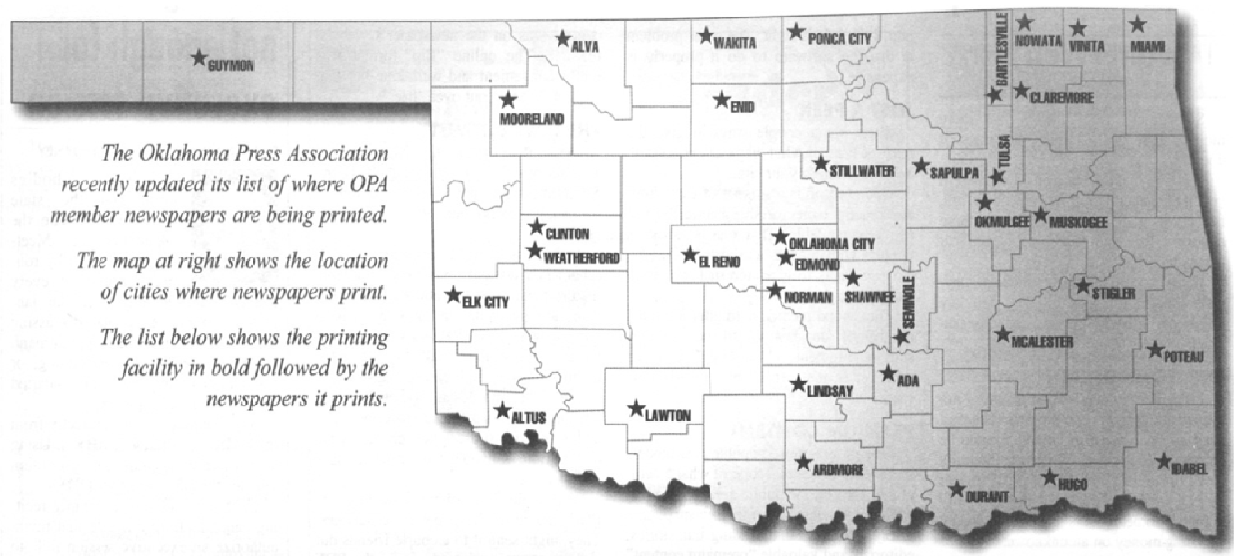 GUYMON
ALVA
WAKITA
PONCA CITY
BARTLESVILLE
NOWATA
VINITA
MIAMI
MOORELAND
ENID
CLAREMORE
The Oklahoma Press Association
recently updated its list of where OPA
member newspapers are being printed.
STILLWATER
SAPULPA
TULSA
CLINTON
WEATHERFORD
EL RENO
OKLAHOMA CITY
EDMOND
OKMULGEE
MUSKOGEE
The map at right shows the location
of cities where newspapers print.
ELK CITY
NORMAN
SHAWNEE
SEMINOLE
STIGLER
The list below shows the printing
facility in bold followed by the
newspapers it prints.
MCALESTER
POTEAU
LINDSAY
ADA
ALTUS
LAWTON
ARDMORE
DURANT
HUGO
IDABEL